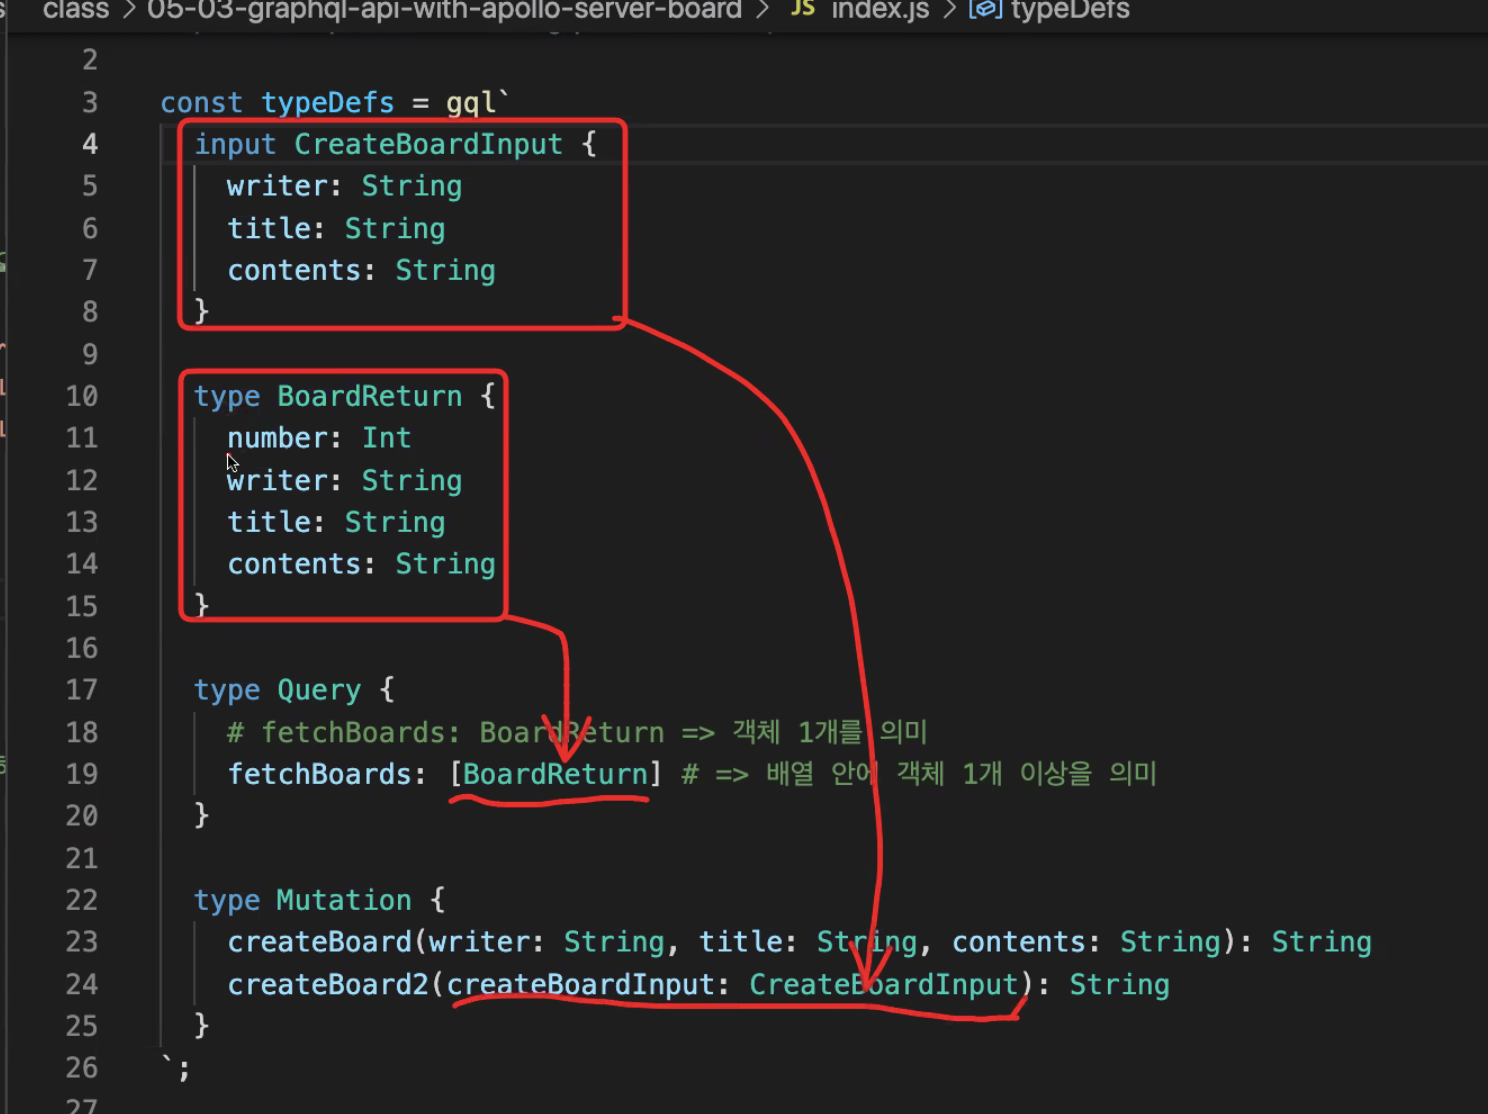 class > 05-03-graphql-api-with-apollo-server-board > JS index.js > typeDefs
2
3 const typeDefs = gql`
4 input CreateBoardInput {
5 writer: String
6 title: String
7 contents: String
8 }
9
10 type BoardReturn {
11 number: Int
12 writer: String
13 title: String
14 contents: String
15 }
16
17 type Query {
18 # fetchBoards: BoardReturn => 객체 1개를 의미
19 fetchBoards: [BoardReturn] # => 배열 안에 객체 1개 이상을 의미
20 }
21
22 type Mutation {
23 createBoard(writer: String, title: String, contents: String): String
24 createBoard2(createBoardInput: CreateBoardInput): String
25 }
26 `;
27